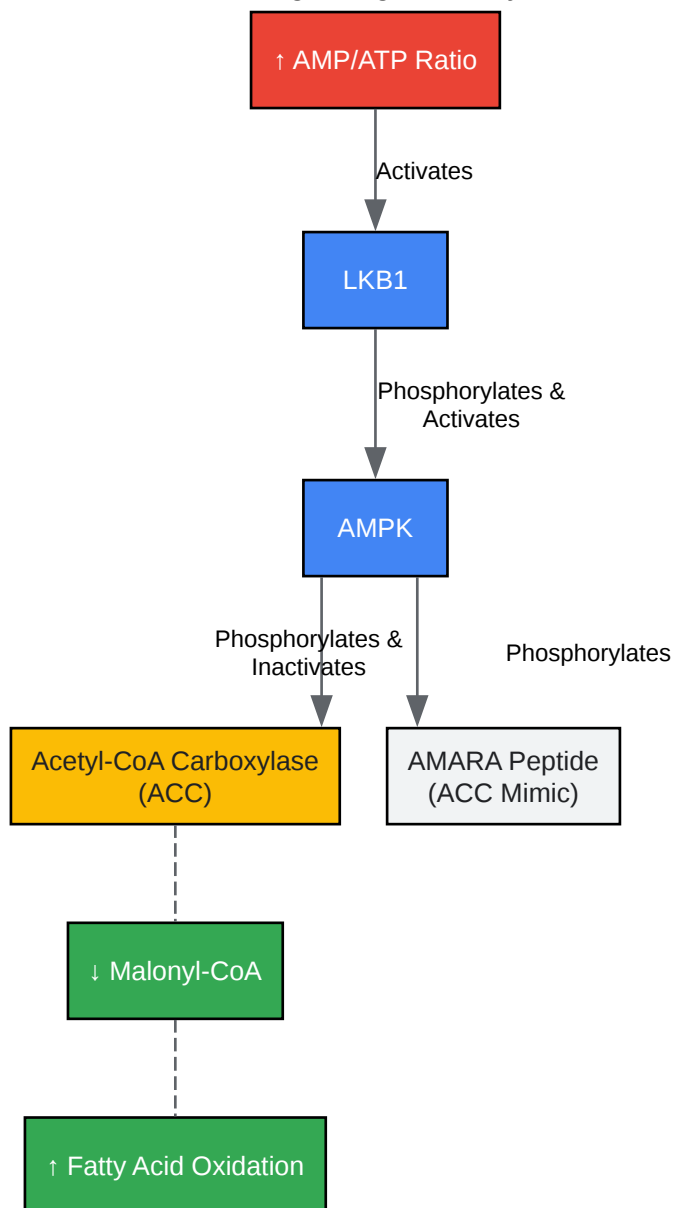 ↑ AMP/ATP Ratio
Activates
LKB1
Phosphorylates &
Activates
AMPK
Phosphorylates &
Inactivates
Phosphorylates
Acetyl-CoA Carboxylase
(ACC)
AMARA Peptide
(ACC Mimic)
↓ Malonyl-CoA
↑ Fatty Acid Oxidation